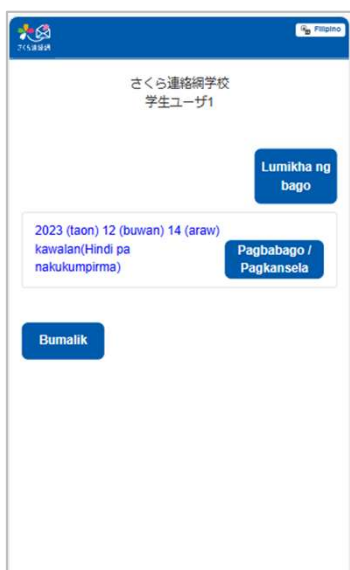 さくら連絡網
Filipino
さくら連絡網学校
学生ユーザ1
Lumikha ng
bago
2023 (taon) 12 (buwan) 14 (araw)
kawalan(Hindi pa
nakukumpirma)
Pagbabago /
Pagkansela
Bumalik